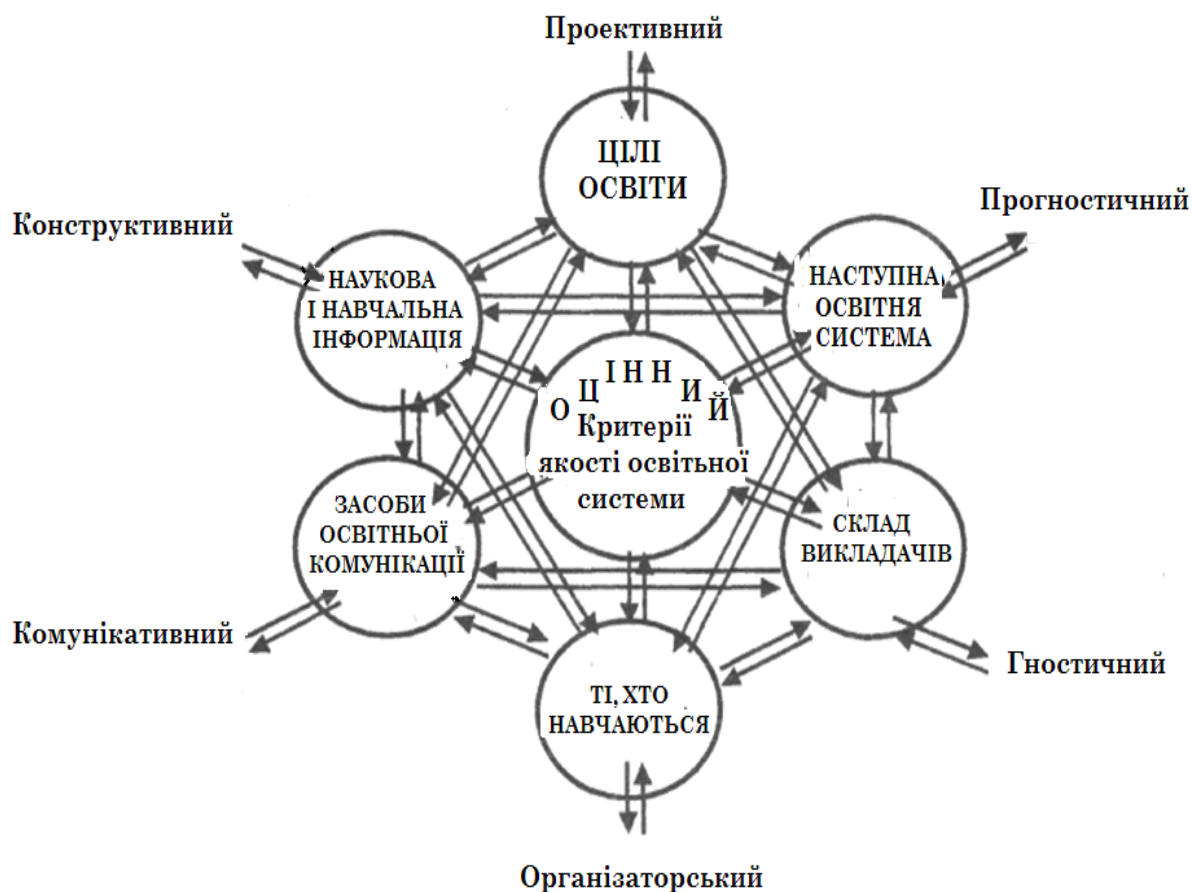 Проективний
ЦІЛІ
ОСВІТИ
Прогностичний
Конструктивний
НАУКОВА
І НАВЧАЛЬНА
ІНФОРМАЦІЯ
НАСТУПНА
ОСВІТНЯ
СИСТЕМА
ОЦІННИЙ
Критерії
якості освітьної
системи
ЗАСОБИ
ОСВІТНЬОЇ
КОМУНІКАЦІЇ
СКЛАД
ВИКЛАДАЧІВ
Комунікативний
Гностичний
ТІ, ХТО
НАВЧАЮТЬСЯ
Організаторський